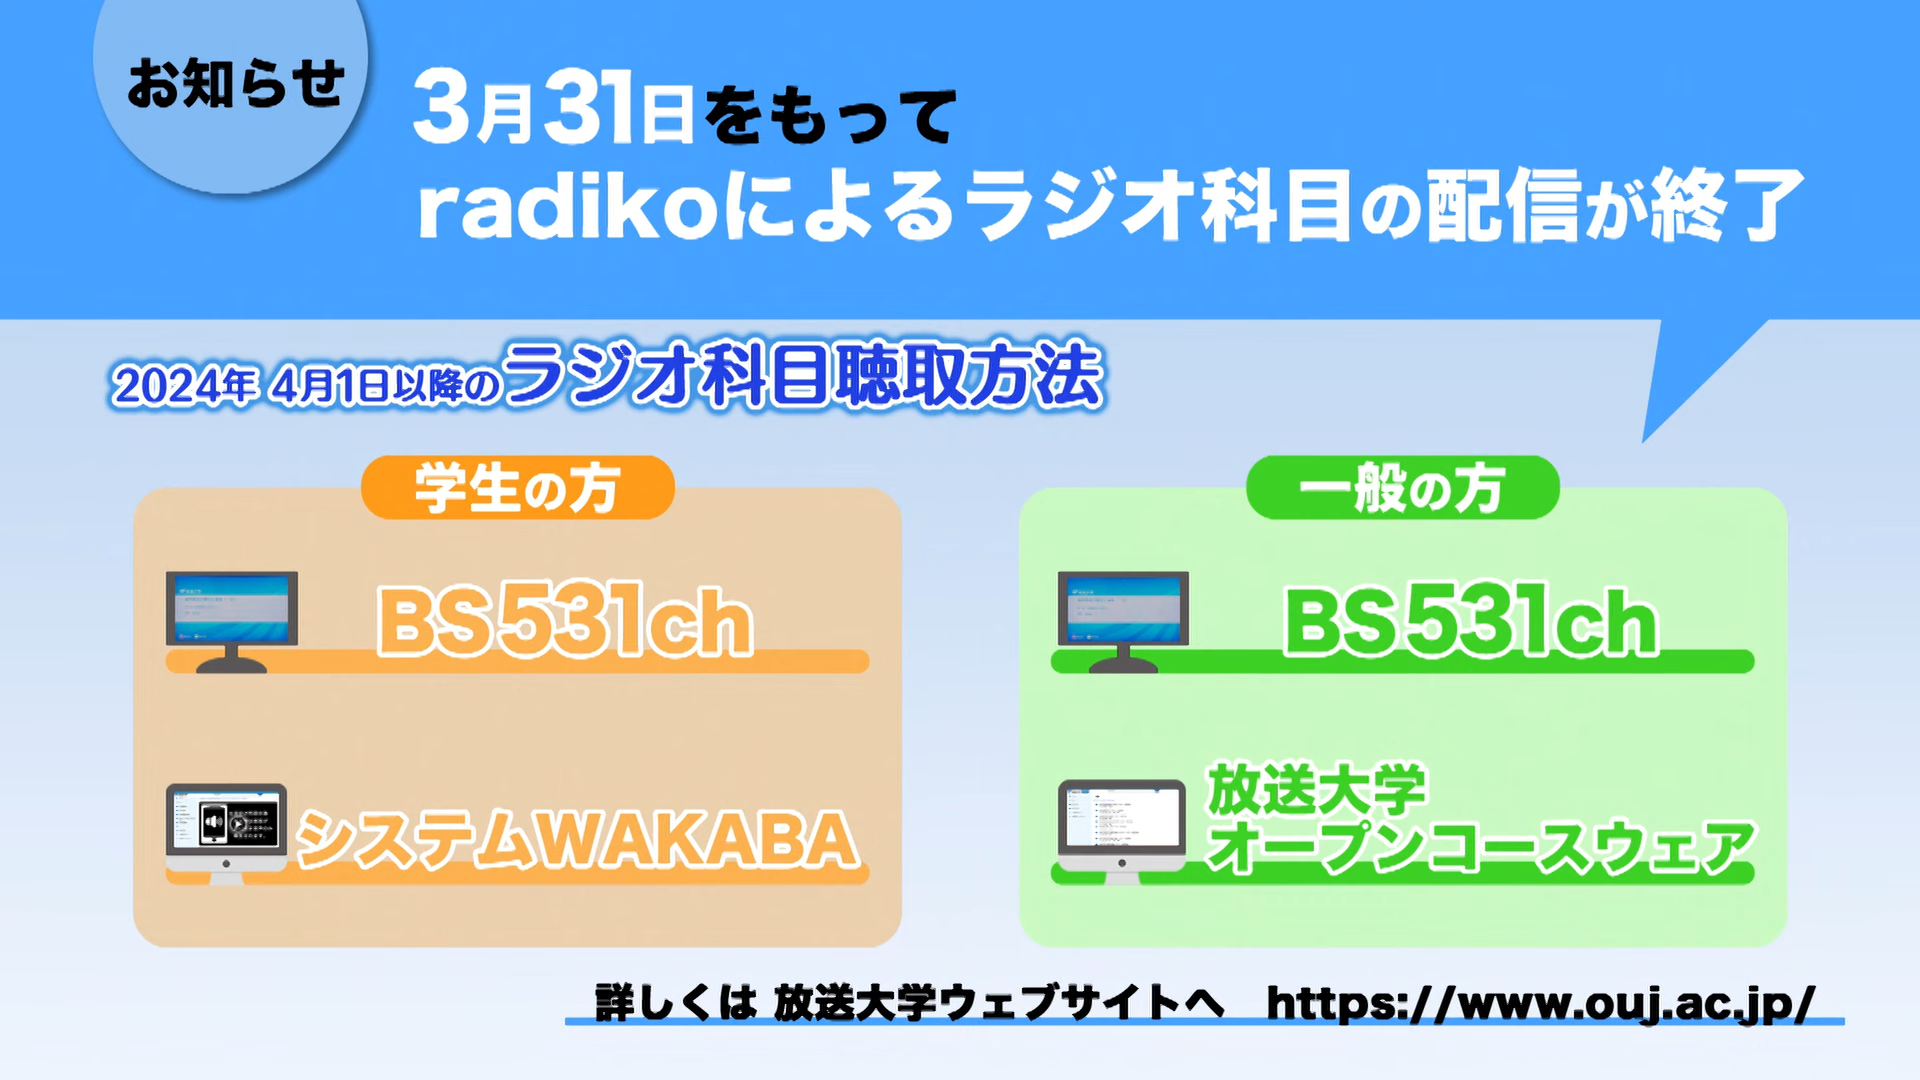 お知らせ
3月31日をもって
radikoによるラジオ科目の配信が終了
2024年 4月1日以降のラジオ科目聴取方法
学生の方
BS531ch
システムWAKABA
一般の方
BS531ch
放送大学
オープンコースウェア
詳しくは 放送大学ウェブサイトへ https://www.ouj.ac.jp/